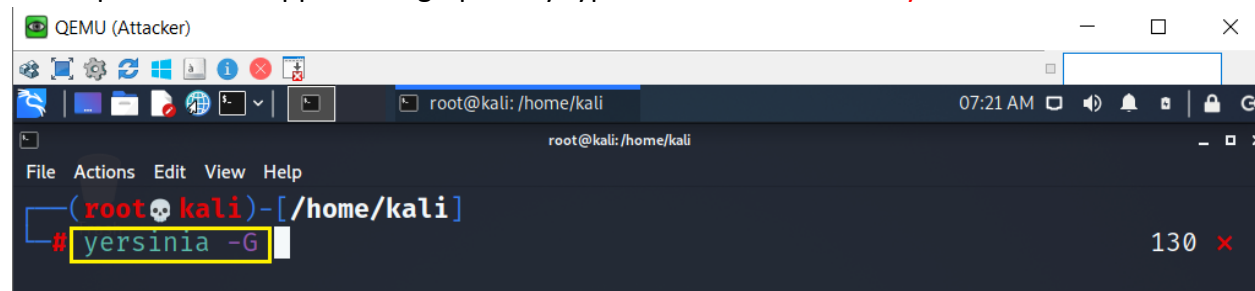 QEMU (Attacker)
root@kali: /home/kali
07:21 AM
root@kali: /home/kali
File Actions Edit View Help
(root💀kali)-[/home/kali]
# yersinia -G
130 ×